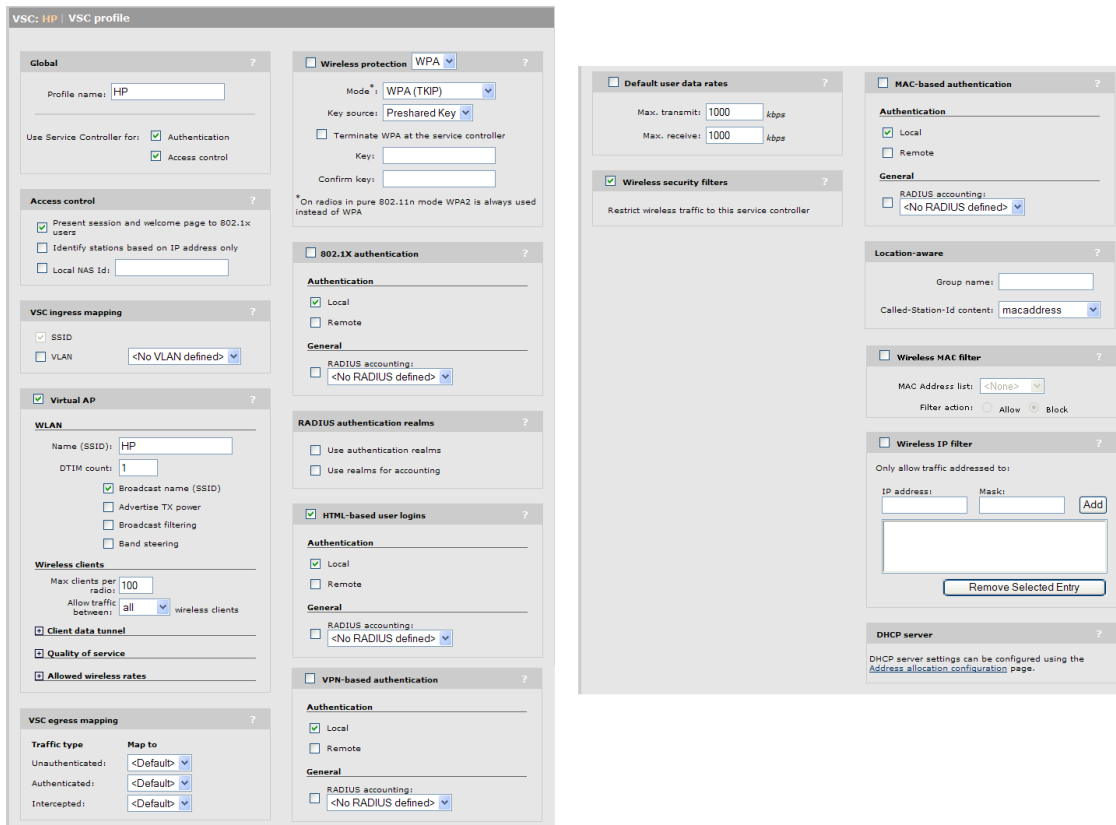 VSC: HP | VSC profile
Global ?
Profile name: HP
Use Service Controller for: Authentication
Access control
Access control ?
Present session and welcome page to 802.1x
users
Identify stations based on IP address only
Local NAS Id:
VSC ingress mapping ?
SSID
VLAN <No VLAN defined>
Virtual AP ?
WLAN
Name (SSID): HP
DTIM count: 1
Broadcast name (SSID)
Advertise TX power
Broadcast filtering
Band steering
Wireless clients
Max clients per
radio: 100
Allow traffic
between: all wireless clients
Client data tunnel
Quality of service
Allowed wireless rates
VSC egress mapping ?
Traffic type Map to
Unauthenticated: <Default>
Authenticated: <Default>
Intercepted: <Default>
Wireless protection WPA ?
Mode*: WPA (TKIP)
Key source: Preshared Key
Terminate WPA at the service controller
Key:
Confirm key:
*On radios in pure 802.11n mode WPA2 is always used
instead of WPA
802.1X authentication ?
Authentication
Local
Remote
General
RADIUS accounting:
<No RADIUS defined>
RADIUS authentication realms ?
Use authentication realms
Use realms for accounting
HTML-based user logins ?
Authentication
Local
Remote
General
RADIUS accounting:
<No RADIUS defined>
VPN-based authentication ?
Authentication
Local
Remote
General
RADIUS accounting:
<No RADIUS defined>
Default user data rates ?
Max. transmit: 1000 kbps
Max. receive: 1000 kbps
Wireless security filters ?
Restrict wireless traffic to this service controller
MAC-based authentication ?
Authentication
Local
Remote
General
RADIUS accounting:
<No RADIUS defined>
Location-aware ?
Group name:
Called-Station-Id content: macaddress
Wireless MAC filter ?
MAC Address list: <None>
Filter action: Allow Block
Wireless IP filter ?
Only allow traffic addressed to:
IP address: Mask:
Add
Remove Selected Entry
DHCP server ?
DHCP server settings can be configured using the
Address allocation configuration page.